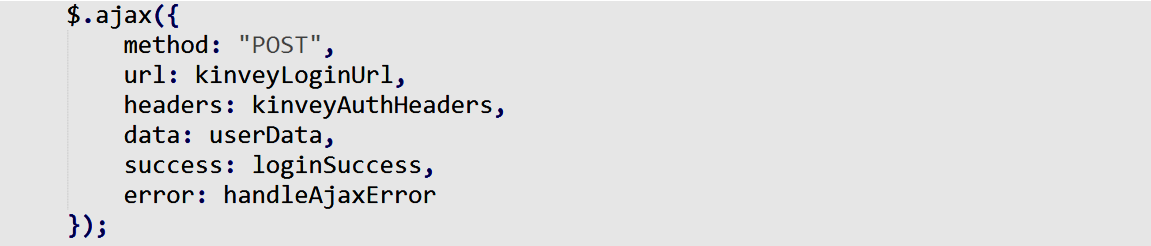 $.ajax({
    method: "POST",
    url: kinveyLoginUrl,
    headers: kinveyAuthHeaders,
    data: userData,
    success: loginSuccess,
    error: handleAjaxError
});